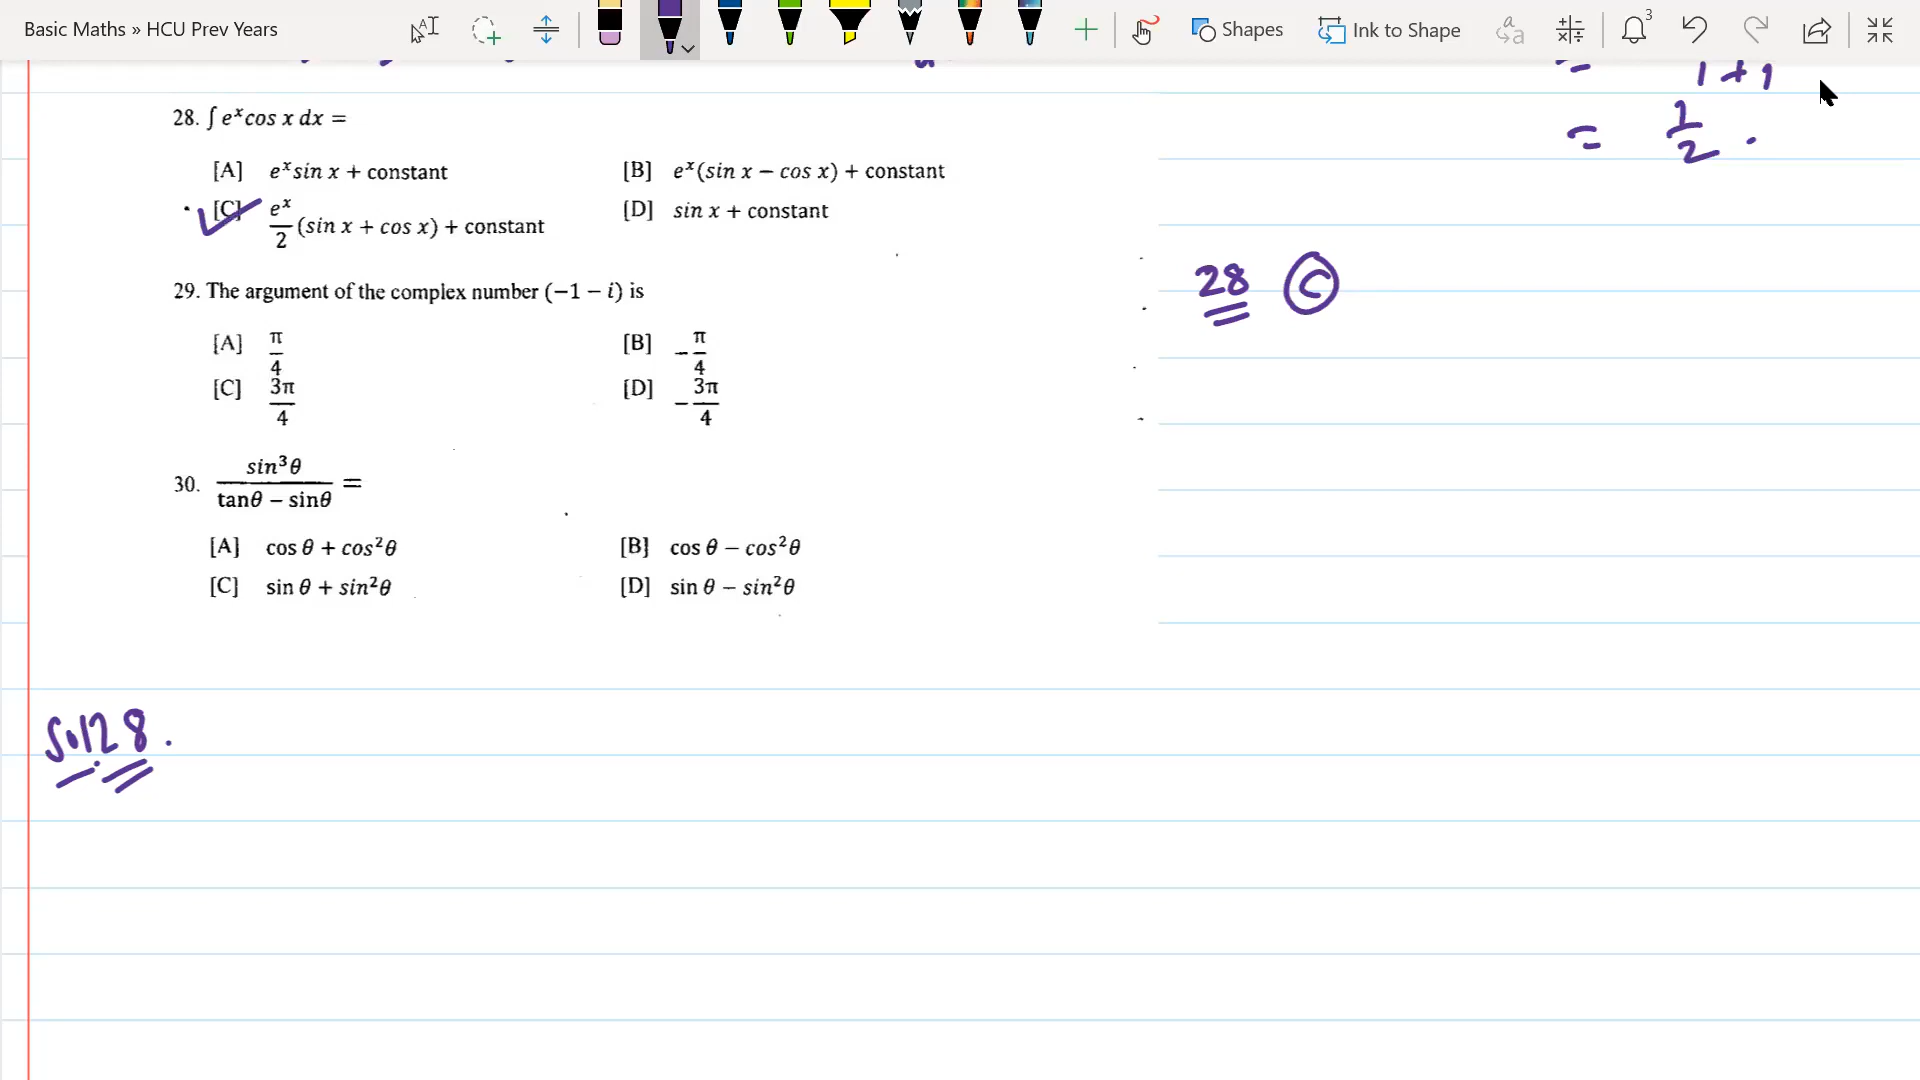 Basic Maths » HCU Prev Years
Shapes
Ink to Shape
3
= 1 + 1
= 1/2 .
28. ∫ eˣcos x dx =
[A] eˣsin x + constant [B] eˣ(sin x − cos x) + constant
[C] eˣ/2 (sin x + cos x) + constant [D] sin x + constant
28 C
29. The argument of the complex number (−1 − i) is
[A] π/4 [B] −π/4
[C] 3π/4 [D] −3π/4
30. sin³θ/(tanθ − sinθ) =
[A] cos θ + cos²θ [B] cos θ − cos²θ
[C] sin θ + sin²θ [D] sin θ − sin²θ
Sol28.